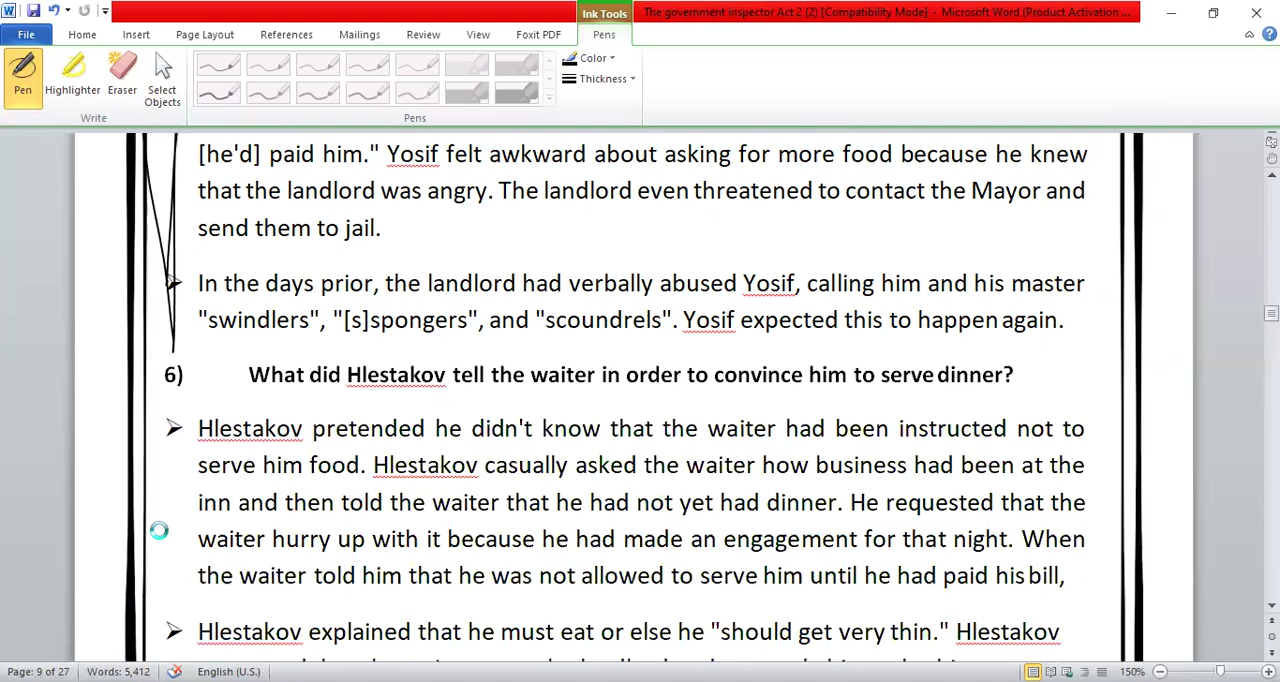 Ink Tools
The government inspector Act 2 (2) [Compatibility Mode] - Microsoft Word (Product Activation ...
File Home Insert Page Layout References Mailings Review View Foxit PDF Pens
Pen Highlighter Eraser Select Objects
Color
Thickness
Write Pens
[he'd] paid him." Yosif felt awkward about asking for more food because he knew
that the landlord was angry. The landlord even threatened to contact the Mayor and
send them to jail.
➢ In the days prior, the landlord had verbally abused Yosif, calling him and his master
"swindlers", "[s]spongers", and "scoundrels". Yosif expected this to happen again.
6) What did Hlestakov tell the waiter in order to convince him to serve dinner?
➢ Hlestakov pretended he didn't know that the waiter had been instructed not to
serve him food. Hlestakov casually asked the waiter how business had been at the
inn and then told the waiter that he had not yet had dinner. He requested that the
waiter hurry up with it because he had made an engagement for that night. When
the waiter told him that he was not allowed to serve him until he had paid his bill,
➢ Hlestakov explained that he must eat or else he "should get very thin." Hlestakov
Page: 9 of 27 Words: 5,412 English (U.S.) 150%